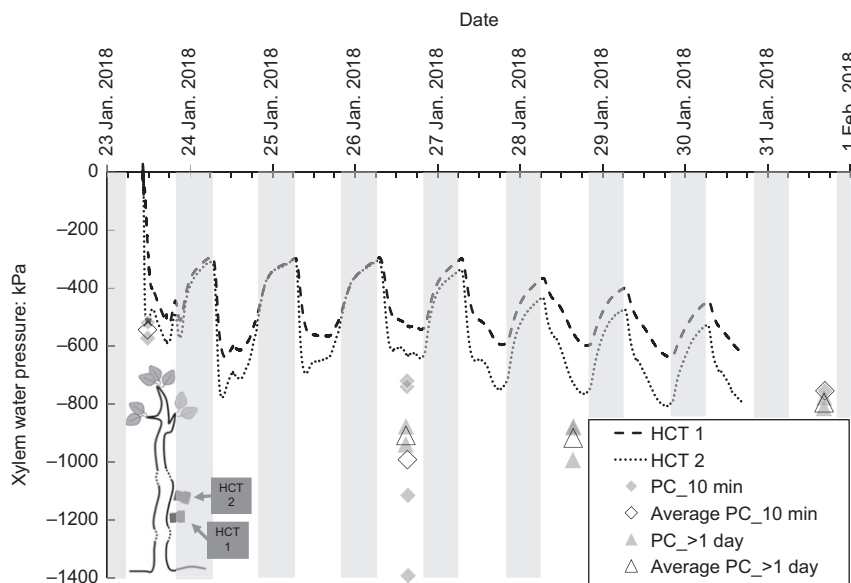 Date
23 Jan. 2018
24 Jan. 2018
25 Jan. 2018
26 Jan. 2018
27 Jan. 2018
28 Jan. 2018
29 Jan. 2018
30 Jan. 2018
31 Jan. 2018
1 Feb. 2018
Xylem water pressure: kPa
0
–200
–400
–600
–800
–1000
–1200
–1400
HCT
2
HCT
1
HCT 1
HCT 2
PC_10 min
Average PC_10 min
PC_>1 day
Average PC_>1 day